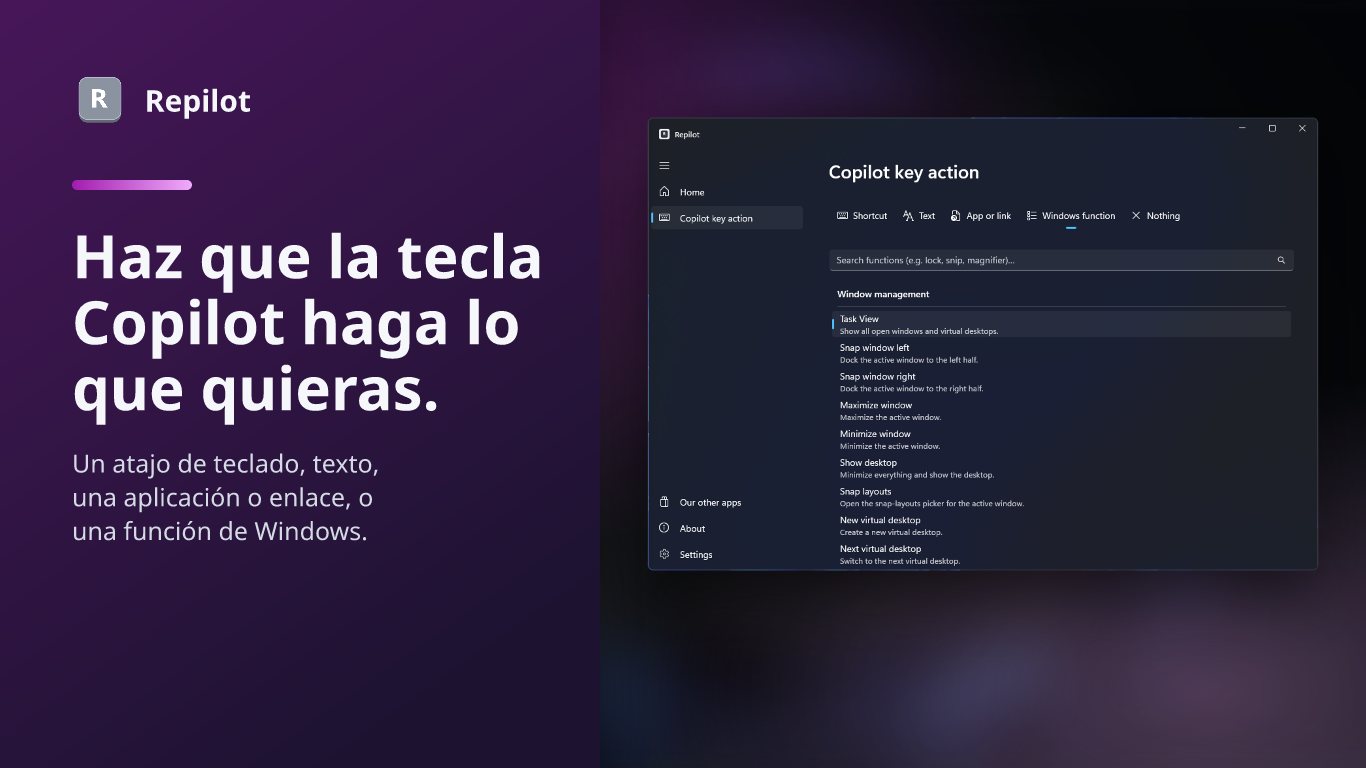 R Repilot
Haz que la tecla
Copilot haga lo
que quieras.
Un atajo de teclado, texto,
una aplicación o enlace, o
una función de Windows.
Repilot
Home
Copilot key action
Our other apps
About
Settings
Copilot key action
Shortcut Text App or link Windows function Nothing
Search functions (e.g. lock, snip, magnifier)...
Window management
Task View
Show all open windows and virtual desktops.
Snap window left
Dock the active window to the left half.
Snap window right
Dock the active window to the right half.
Maximize window
Maximize the active window.
Minimize window
Minimize the active window.
Show desktop
Minimize everything and show the desktop.
Snap layouts
Open the snap-layouts picker for the active window.
New virtual desktop
Create a new virtual desktop.
Next virtual desktop
Switch to the next virtual desktop.